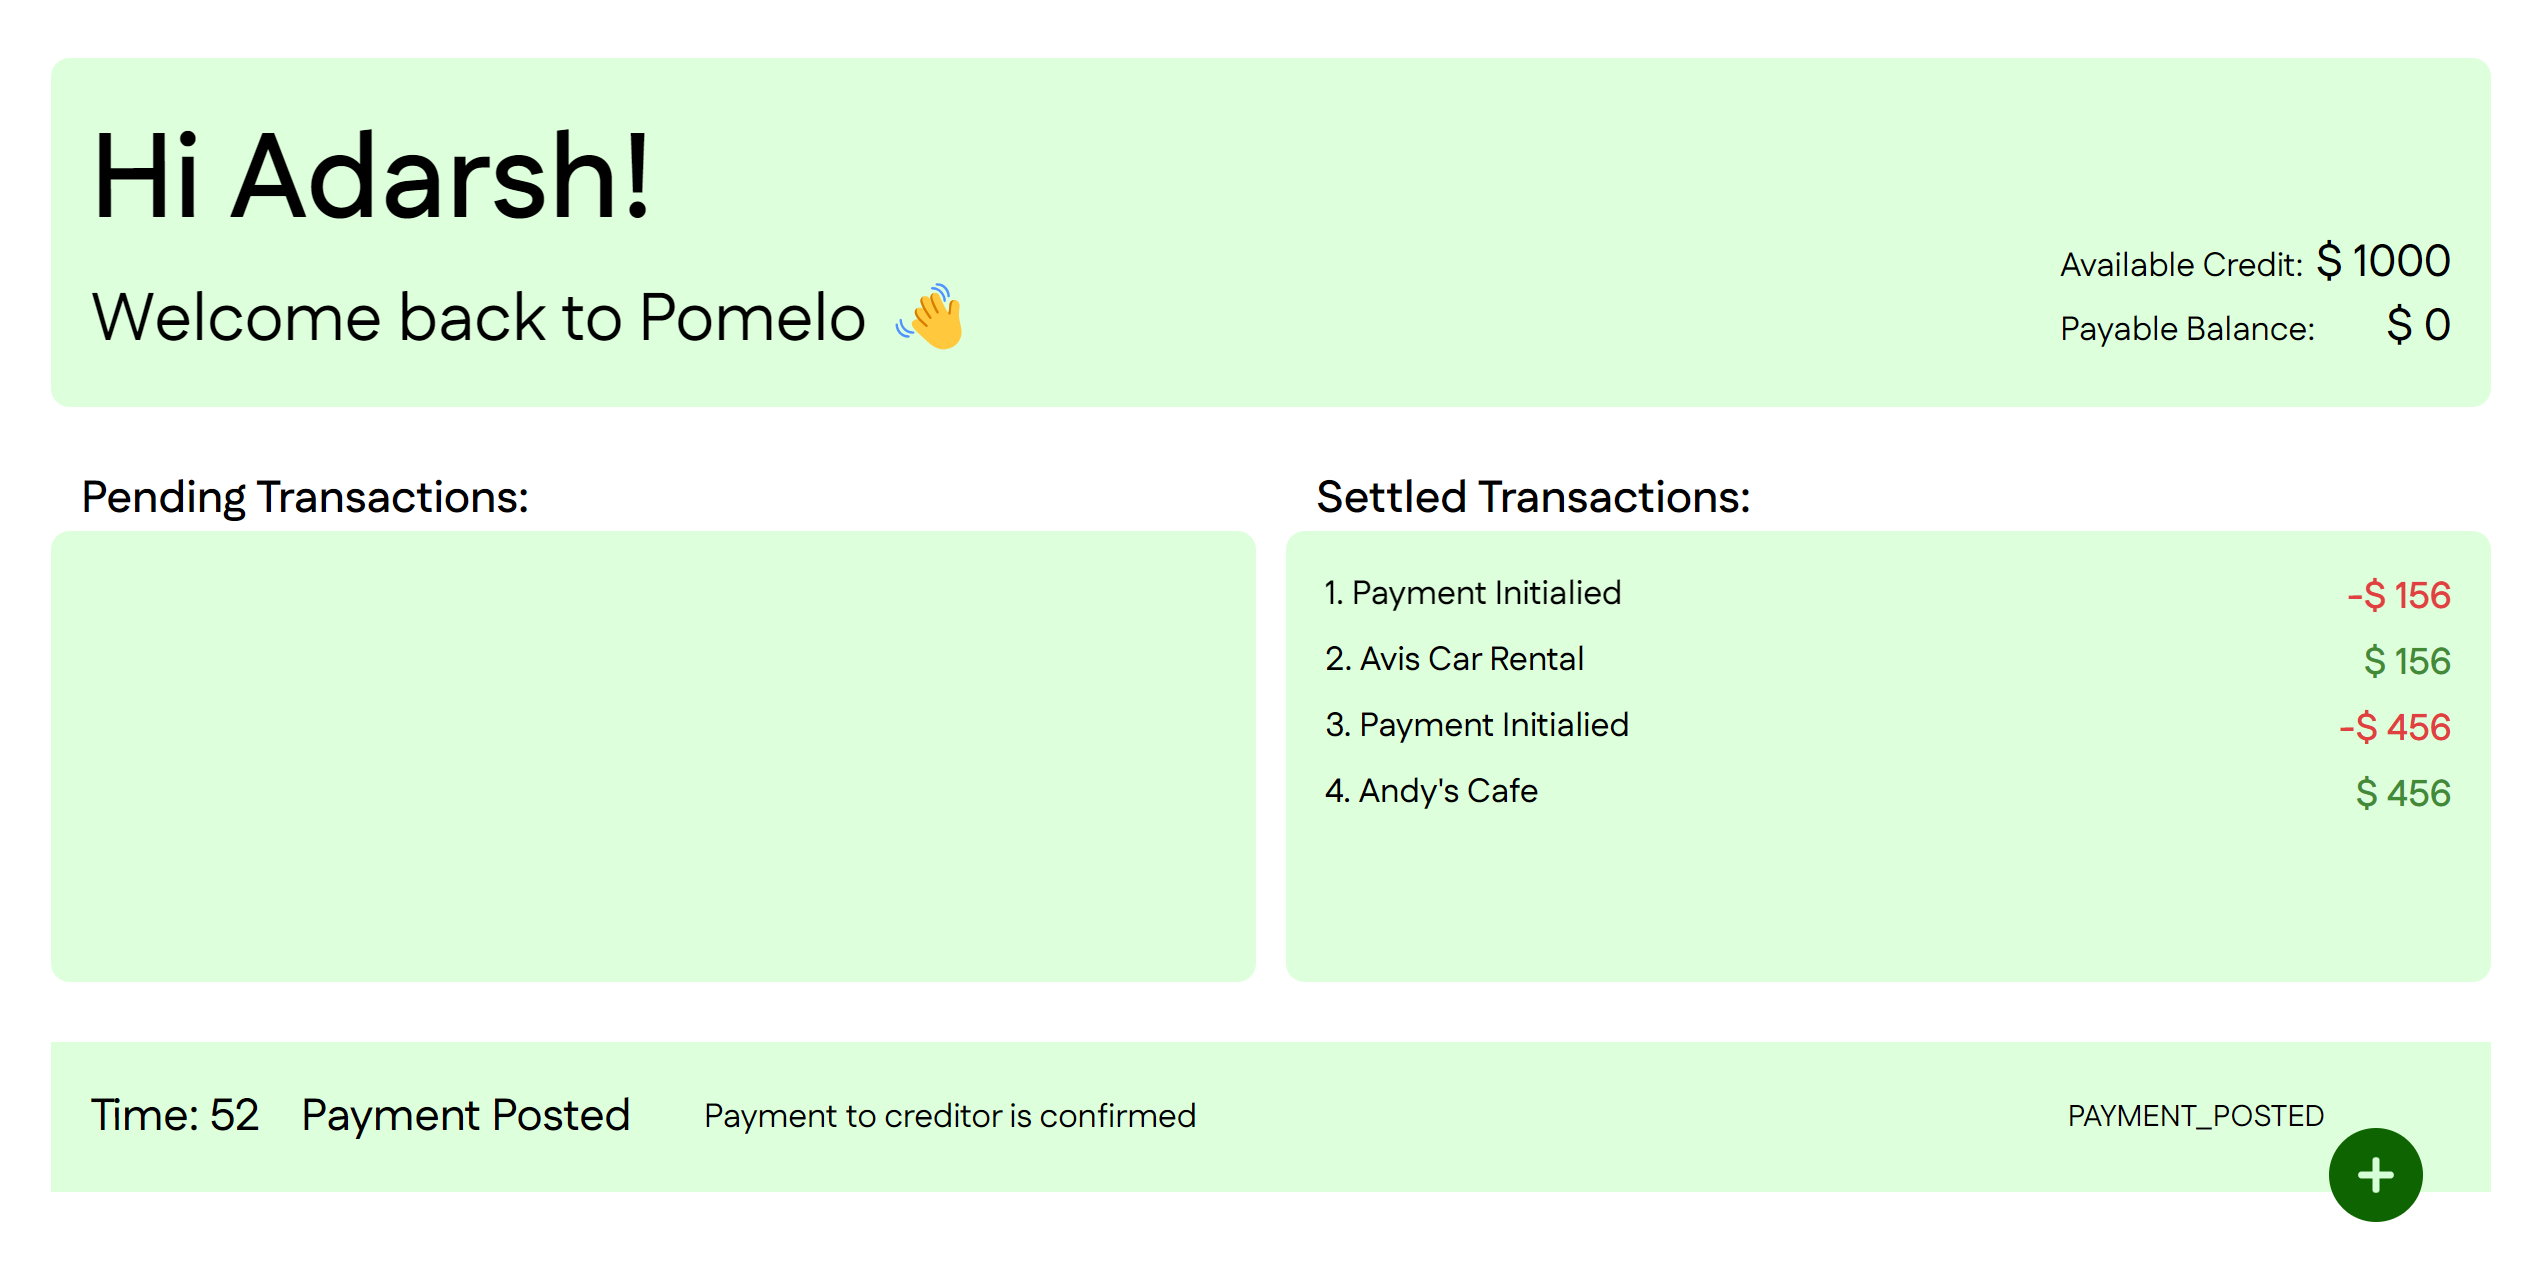 Hi Adarsh!
Welcome back to Pomelo
Available Credit: $ 1000
Payable Balance: $ 0
Pending Transactions:
Settled Transactions:
1. Payment Initialied -$ 156
2. Avis Car Rental $ 156
3. Payment Initialied -$ 456
4. Andy's Cafe $ 456
Time: 52 Payment Posted Payment to creditor is confirmed PAYMENT_POSTED